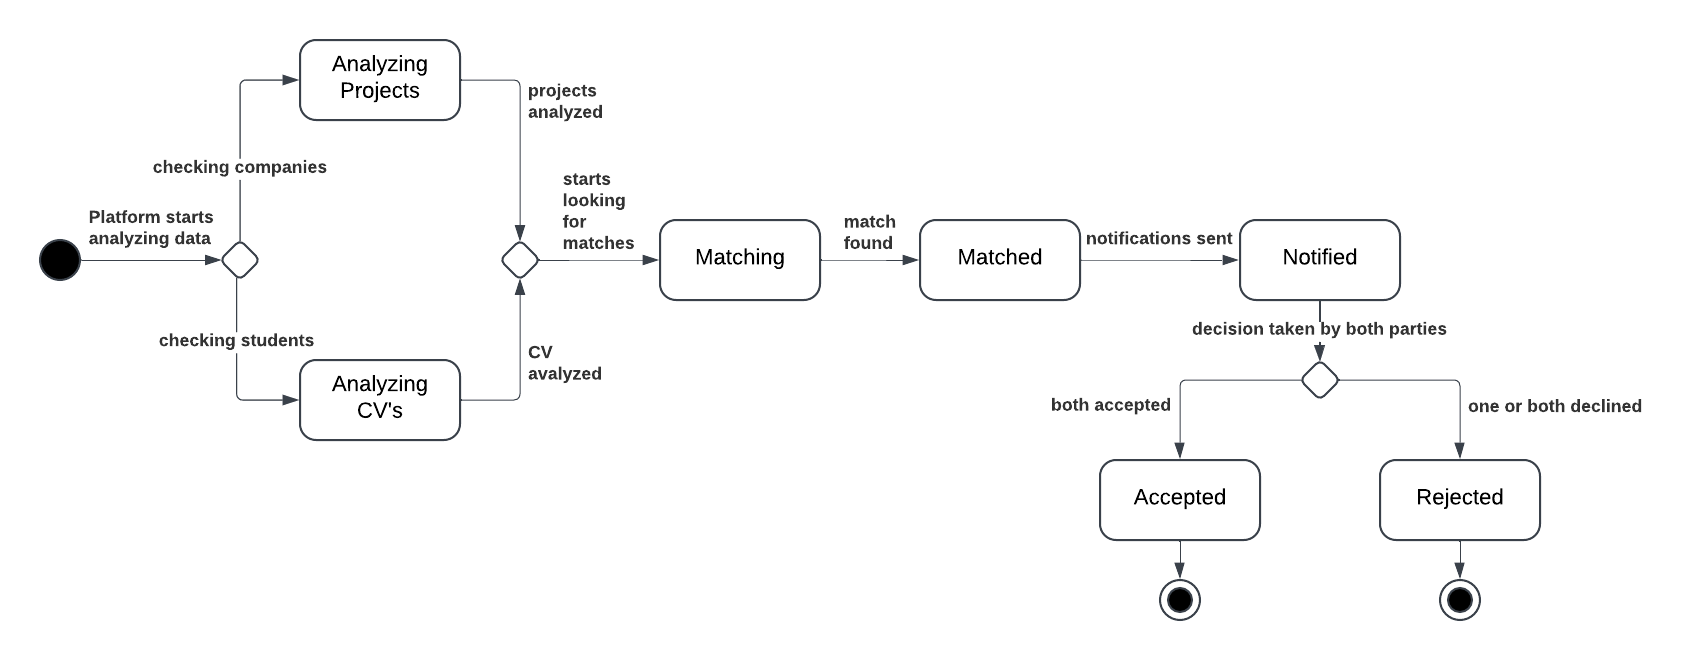 Analyzing
Projects
projects
analyzed
checking companies
Platform starts
analyzing data
starts
looking
for
matches
Matching
match
found
Matched
notifications sent
Notified
checking students
Analyzing
CV's
CV
avalyzed
decision taken by both parties
both accepted
one or both declined
Accepted
Rejected